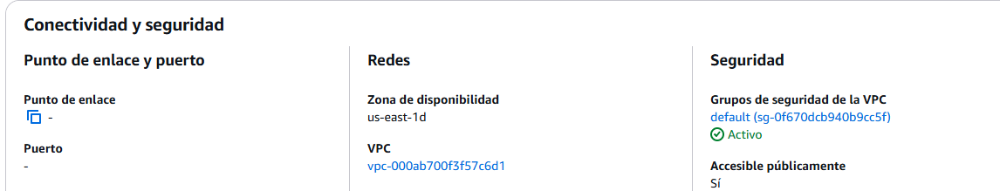 Conectividad y seguridad
Punto de enlace y puerto
Punto de enlace
-
Puerto
-
Redes
Zona de disponibilidad
us-east-1d
VPC
vpc-000ab700f3f57c6d1
Seguridad
Grupos de seguridad de la VPC
default (sg-0f670dcb940b9cc5f)
Activo
Accesible públicamente
Sí